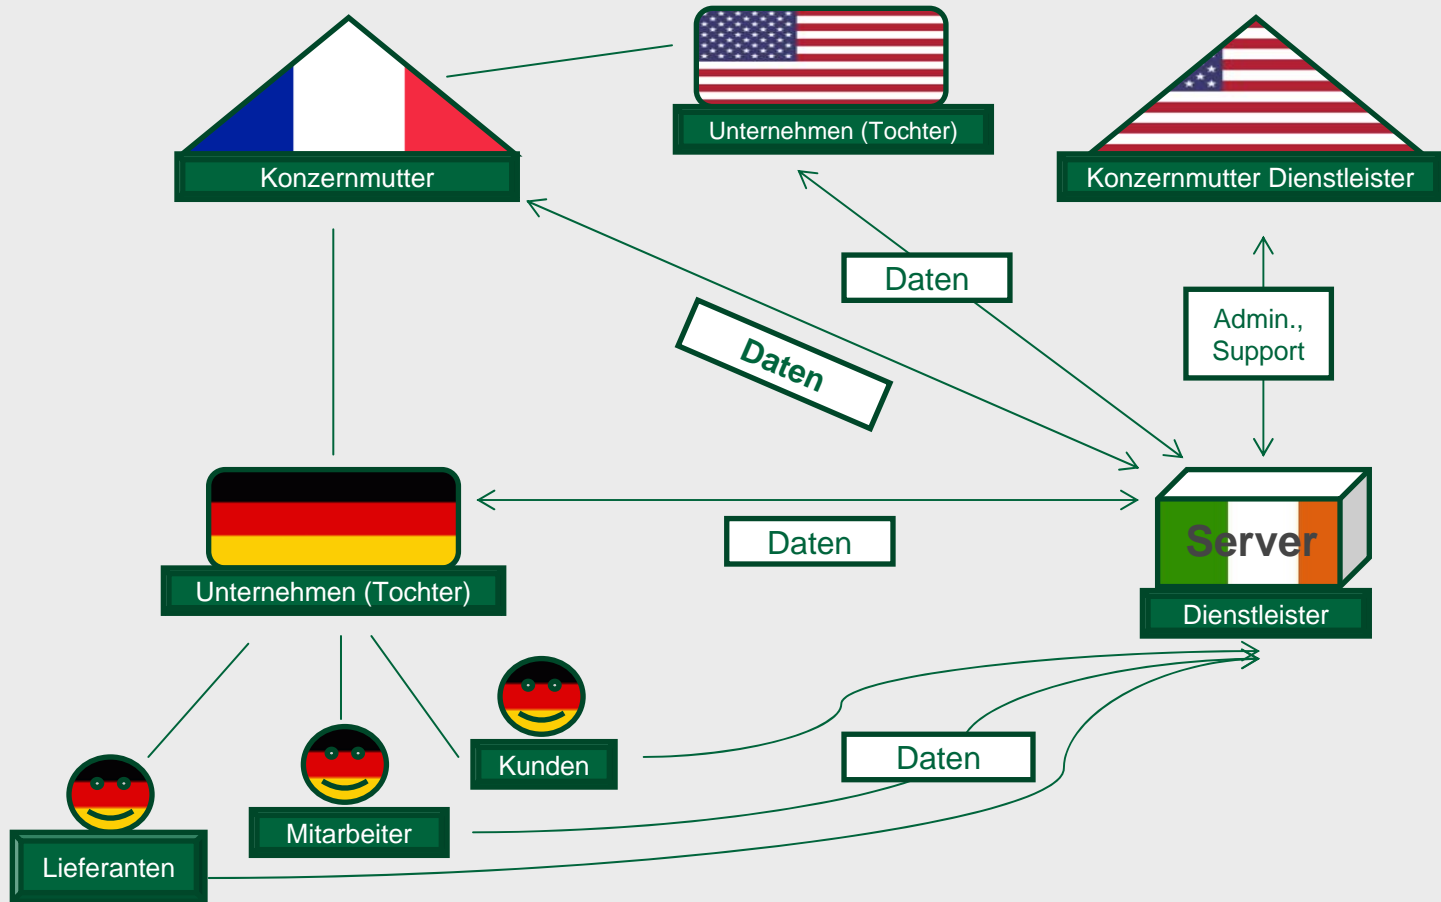 Unternehmen (Tochter)
Konzernmutter
Konzernmutter Dienstleister
Daten
Admin.,
Support
Daten
Daten
Server
Unternehmen (Tochter)
Dienstleister
Kunden
Daten
Mitarbeiter
Lieferanten